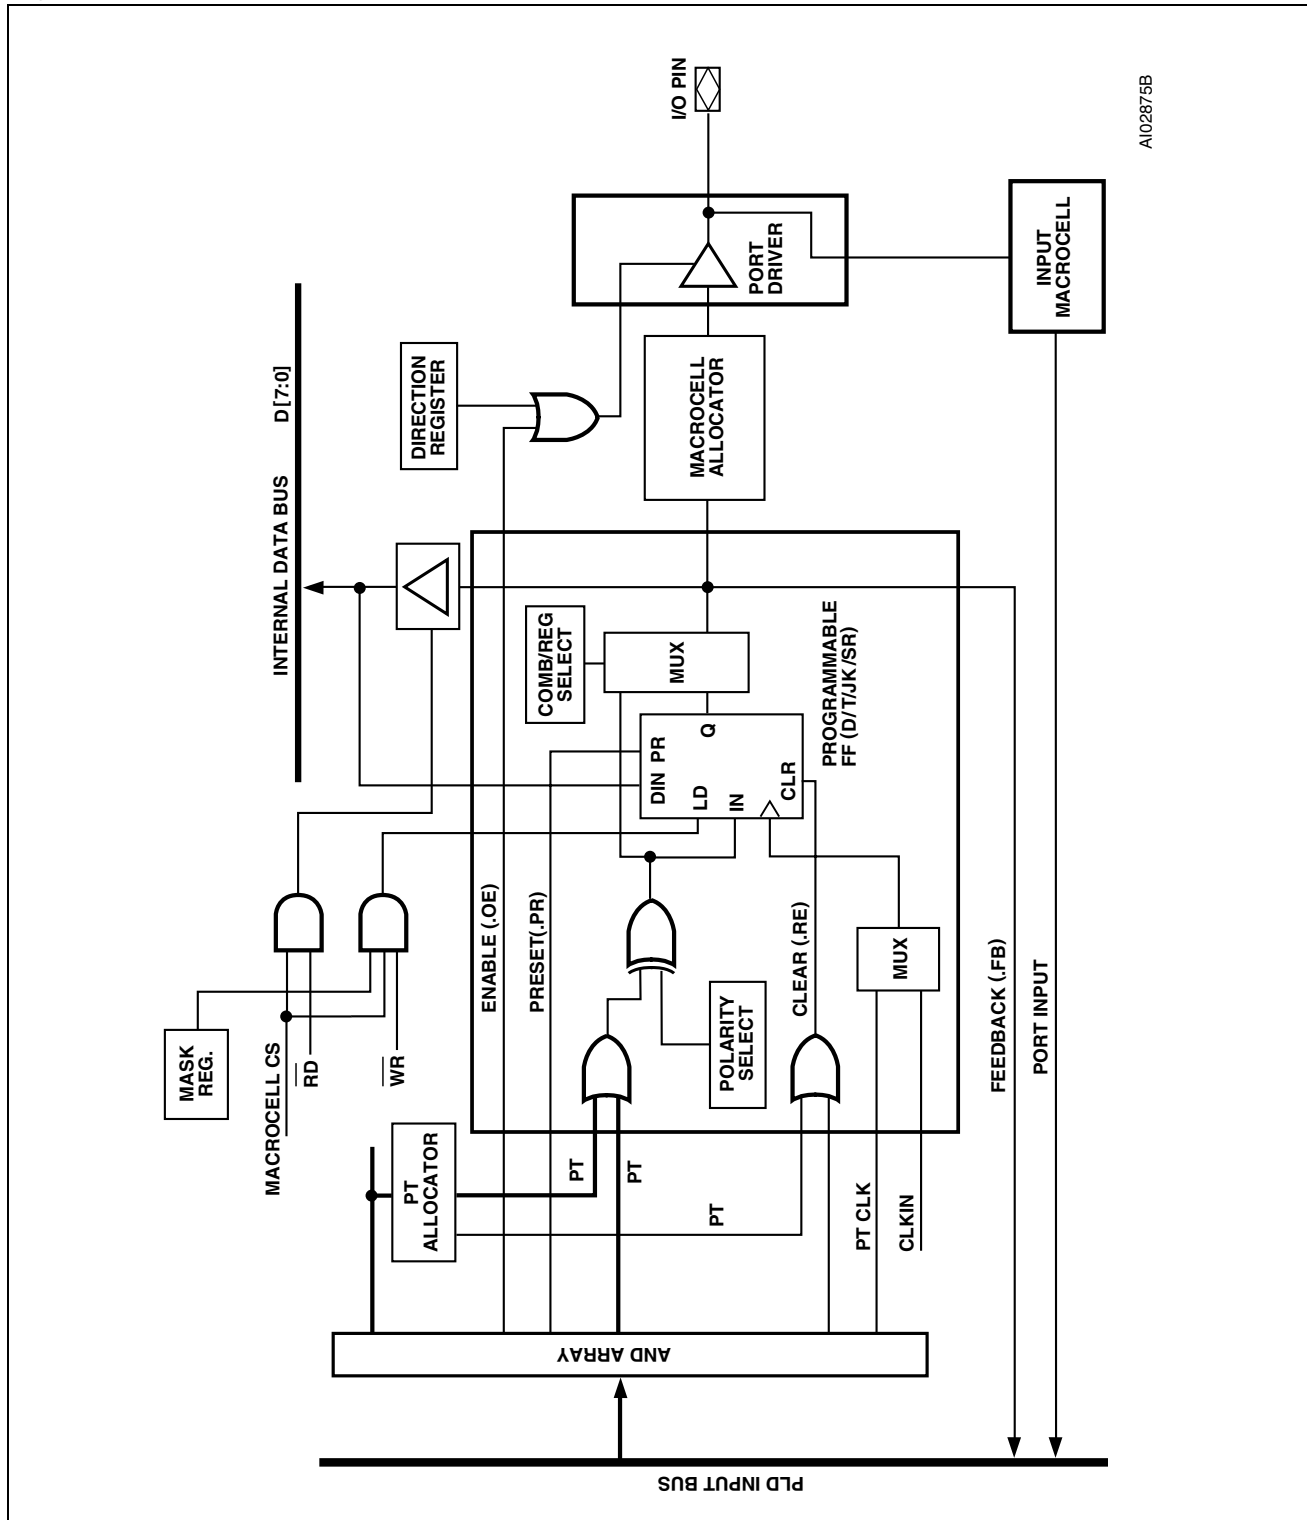 I/O PIN
AI02875B
PORT
DRIVER
INPUT
MACROCELL
INTERNAL DATA BUS D[7:0]
DIRECTION
REGISTER
MACROCELL
ALLOCATOR
COMB/REG
SELECT
MUX
PROGRAMMABLE
FF (D/T/JK/SR)
DIN PR
LD
IN
Q
CLR
MASK
REG.
MACROCELL CS
RD
WR
ENABLE (.OE)
PRESET(.PR)
POLARITY
SELECT
CLEAR (.RE)
MUX
FEEDBACK (.FB)
PORT INPUT
PT
ALLOCATOR
PT
PT
PT
PT CLK
CLKIN
AND ARRAY
PLD INPUT BUS